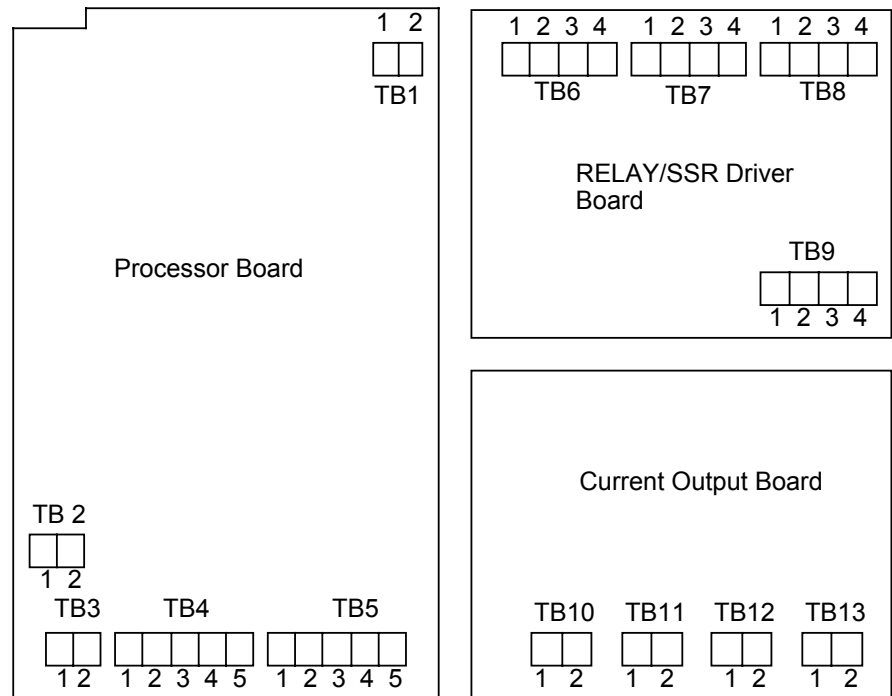 1 2
TB1
Processor Board
TB 2
1 2
TB3 TB4 TB5
1 2 1 2 3 4 5 1 2 3 4 5
1 2 3 4 1 2 3 4 1 2 3 4
TB6 TB7 TB8
RELAY/SSR Driver
Board
TB9
1 2 3 4
Current Output Board
TB10 TB11 TB12 TB13
1 2 1 2 1 2 1 2